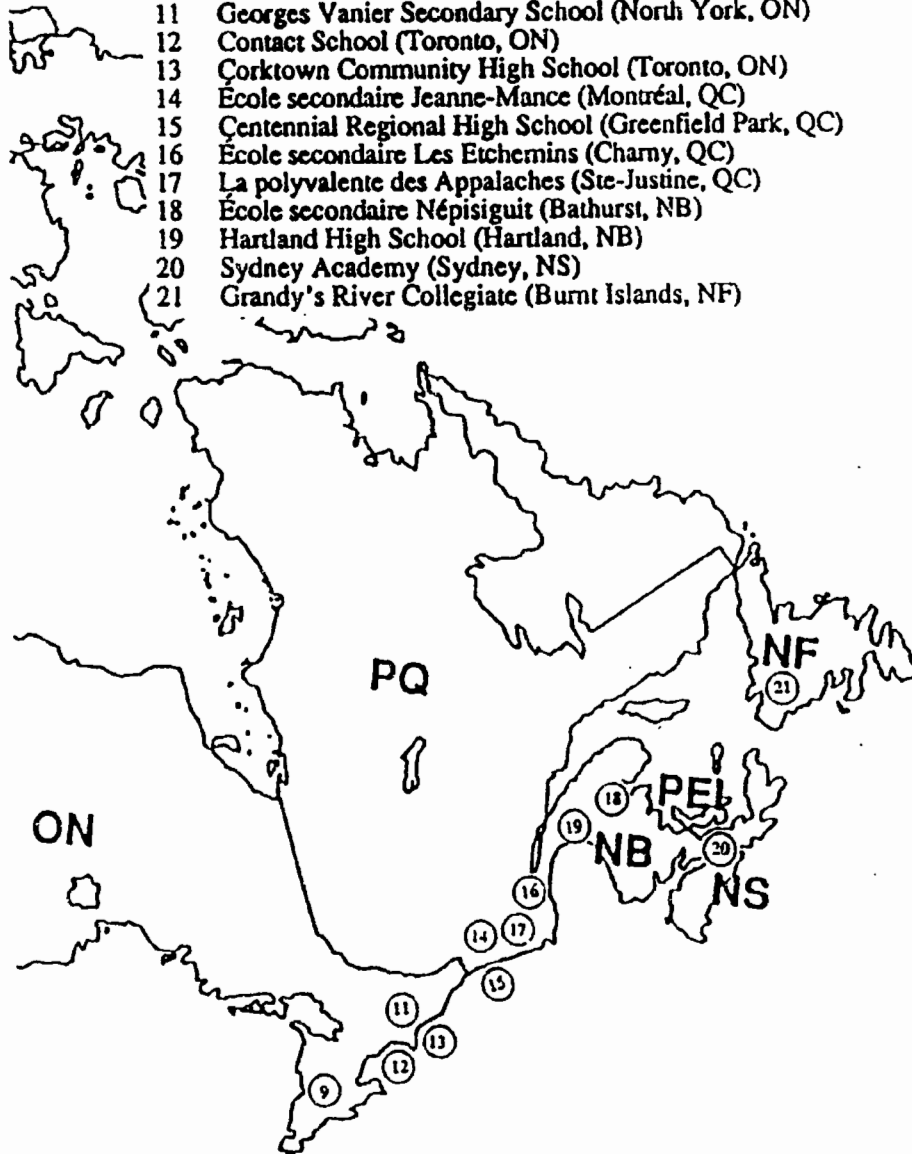 11 Georges Vanier Secondary School (North York, ON)
12 Contact School (Toronto, ON)
13 Çorktown Community High School (Toronto, ON)
14 École secondaire Jeanne-Mance (Montréal, QC)
15 Çentennial Regional High School (Greenfield Park, QC)
16 École secondaire Les Etchemins (Charny, QC)
17 La polyvalente des Appalaches (Ste-Justine, QC)
18 École secondaire Népisiguit (Bathurst, NB)
19 Hartland High School (Hartland, NB)
20 Sydney Academy (Sydney, NS)
21 Grandy's River Collegiate (Burnt Islands, NF)
NF
21
PQ
PEI
18
ON
19
NB
20
16
NS
14
17
15
11
13
12
9